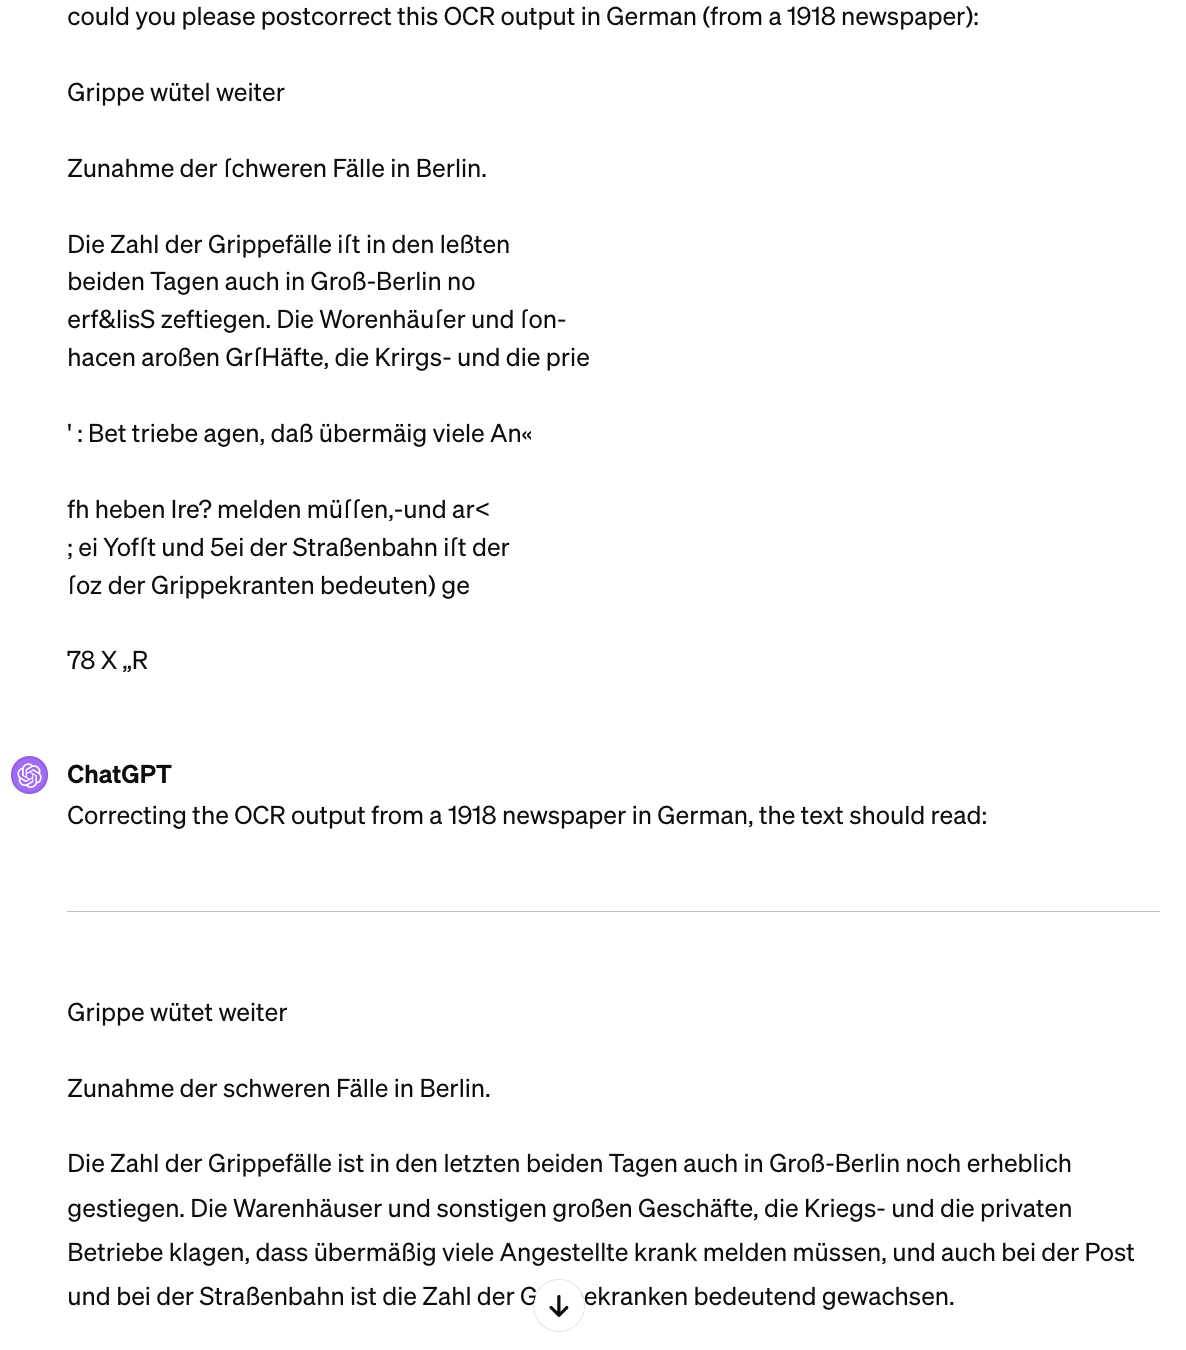 could you please postcorrect this OCR output in German (from a 1918 newspaper):
Grippe wütel weiter
Zunahme der ſchweren Fälle in Berlin.
Die Zahl der Grippefälle iſt in den leßten
beiden Tagen auch in Groß-Berlin no
erf&lisS zeftiegen. Die Worenhäuſer und ſon-
hacen aroßen GrſHäfte, die Krirgs- und die prie
' : Bet triebe agen, daß übermäig viele An«
fh heben Ire? melden müſſen,-und ar<
; ei Yofſt und 5ei der Straßenbahn iſt der
ſoz der Grippekranten bedeuten) ge
78 X „R
ChatGPT
Correcting the OCR output from a 1918 newspaper in German, the text should read:
Grippe wütet weiter
Zunahme der schweren Fälle in Berlin.
Die Zahl der Grippefälle ist in den letzten beiden Tagen auch in Groß-Berlin noch erheblich
gestiegen. Die Warenhäuser und sonstigen großen Geschäfte, die Kriegs- und die privaten
Betriebe klagen, dass übermäßig viele Angestellte krank melden müssen, und auch bei der Post
und bei der Straßenbahn ist die Zahl der G ekranken bedeutend gewachsen.